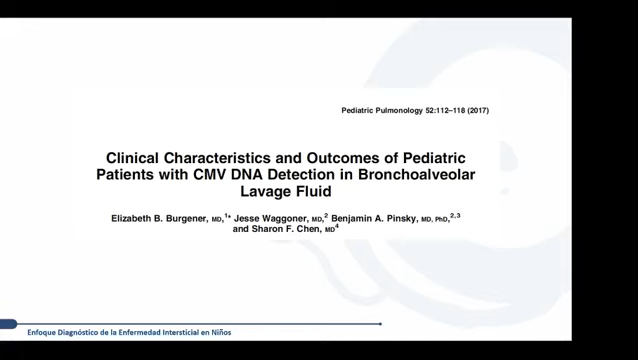 Pediatric Pulmonology 52:112–118 (2017)
Clinical Characteristics and Outcomes of Pediatric
Patients with CMV DNA Detection in Bronchoalveolar
Lavage Fluid
Elizabeth B. Burgener, MD,1* Jesse Waggoner, MD,2 Benjamin A. Pinsky, MD, PhD,2,3
and Sharon F. Chen, MD4
Enfoque Diagnóstico de la Enfermedad Intersticial en Niños